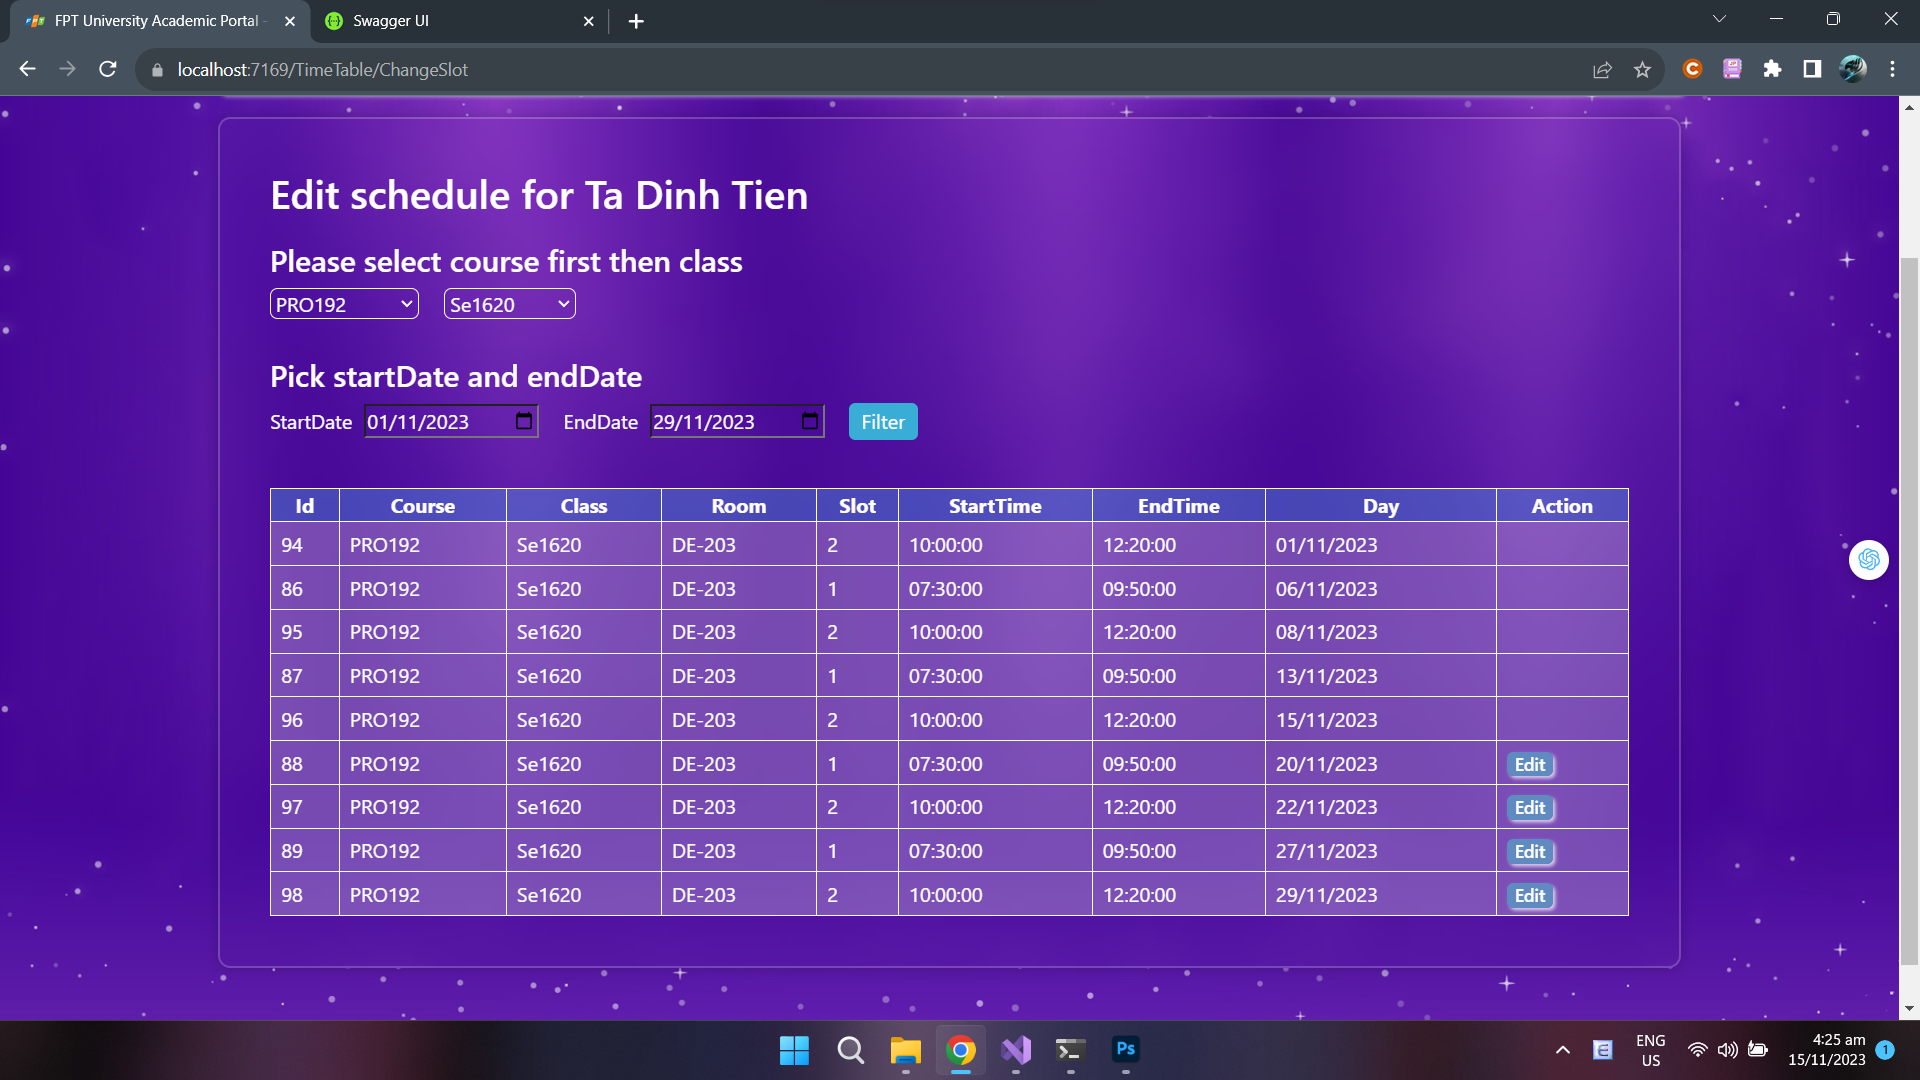 FPT University Academic Portal -
Swagger UI
localhost:7169/TimeTable/ChangeSlot
Edit schedule for Ta Dinh Tien
Please select course first then class
PRO192 Se1620
Pick startDate and endDate
StartDate 01/11/2023 EndDate 29/11/2023 Filter
Id Course Class Room Slot StartTime EndTime Day Action
94 PRO192 Se1620 DE-203 2 10:00:00 12:20:00 01/11/2023
86 PRO192 Se1620 DE-203 1 07:30:00 09:50:00 06/11/2023
95 PRO192 Se1620 DE-203 2 10:00:00 12:20:00 08/11/2023
87 PRO192 Se1620 DE-203 1 07:30:00 09:50:00 13/11/2023
96 PRO192 Se1620 DE-203 2 10:00:00 12:20:00 15/11/2023
88 PRO192 Se1620 DE-203 1 07:30:00 09:50:00 20/11/2023 Edit
97 PRO192 Se1620 DE-203 2 10:00:00 12:20:00 22/11/2023 Edit
89 PRO192 Se1620 DE-203 1 07:30:00 09:50:00 27/11/2023 Edit
98 PRO192 Se1620 DE-203 2 10:00:00 12:20:00 29/11/2023 Edit
Ps
ENG
US
4:25 am
15/11/2023
1